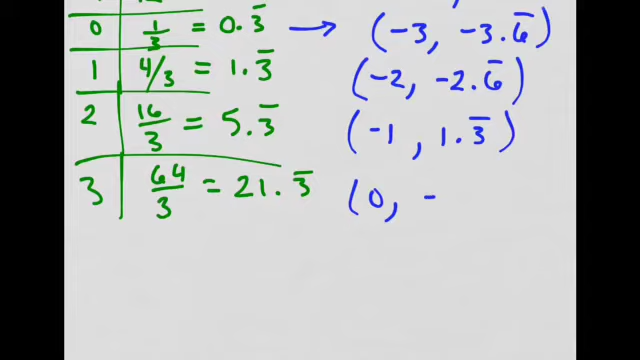 0 1/3 = 0.3̅ → (-3, -3.6̅)
1 4/3 = 1.3̅ (-2, -2.6̅)
2 16/3 = 5.3̅ (-1, 1.3̅)
3 64/3 = 21.3̅ (0, -